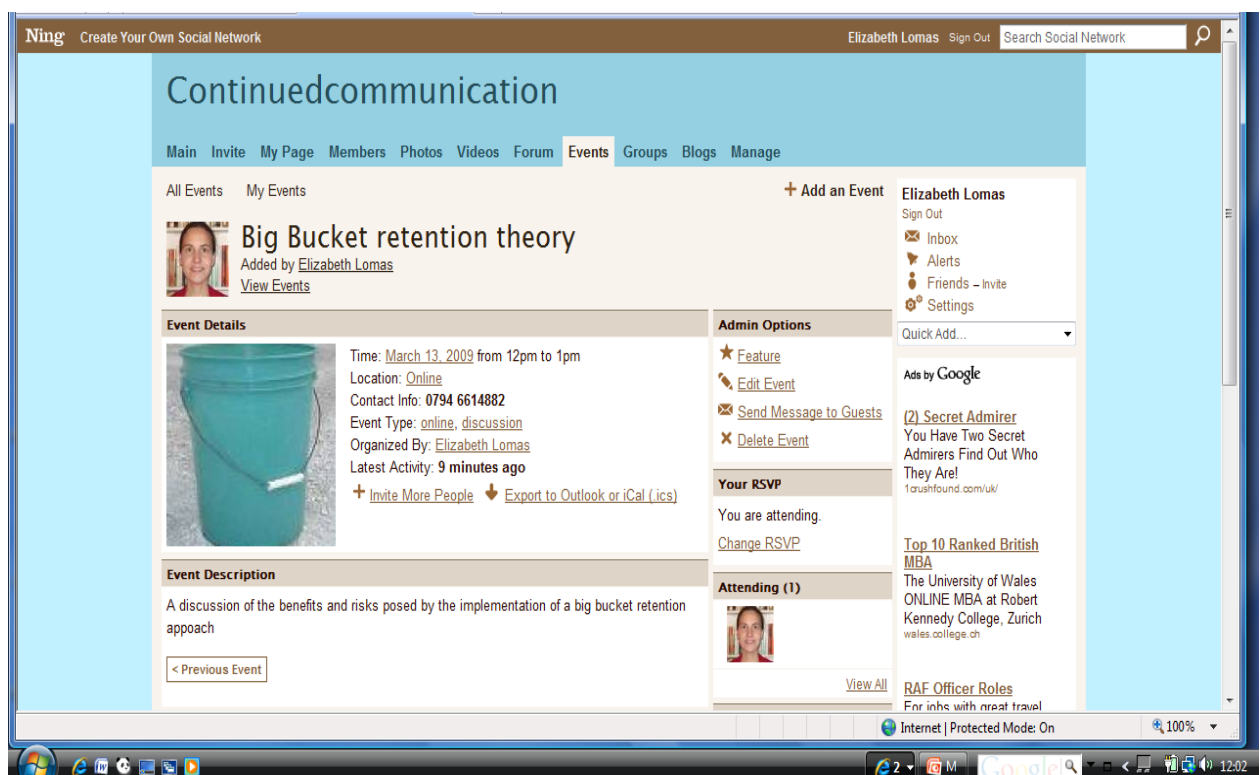 Ning Create Your Own Social Network Elizabeth Lomas Sign Out Search Social Network
Continuedcommunication
Main Invite My Page Members Photos Videos Forum Events Groups Blogs Manage
All Events My Events + Add an Event
Big Bucket retention theory
Added by Elizabeth Lomas
View Events
Event Details
Time: March 13, 2009 from 12pm to 1pm
Location: Online
Contact Info: 0794 6614882
Event Type: online, discussion
Organized By: Elizabeth Lomas
Latest Activity: 9 minutes ago
Invite More People Export to Outlook or iCal (.ics)
Event Description
A discussion of the benefits and risks posed by the implementation of a big bucket retention
appoach
< Previous Event
Admin Options
Feature
Edit Event
Send Message to Guests
Delete Event
Your RSVP
You are attending.
Change RSVP
Attending (1)
View All
Elizabeth Lomas
Sign Out
Inbox
Alerts
Friends – Invite
Settings
Quick Add...
Ads by Google
(2) Secret Admirer
You Have Two Secret
Admirers Find Out Who
They Are!
1crushfound.com/uk/
Top 10 Ranked British
MBA
The University of Wales
ONLINE MBA at Robert
Kennedy College, Zurich
wales.college.ch
RAF Officer Roles
For jobs with great travel
Internet | Protected Mode: On 100%
2 M Google 12:02